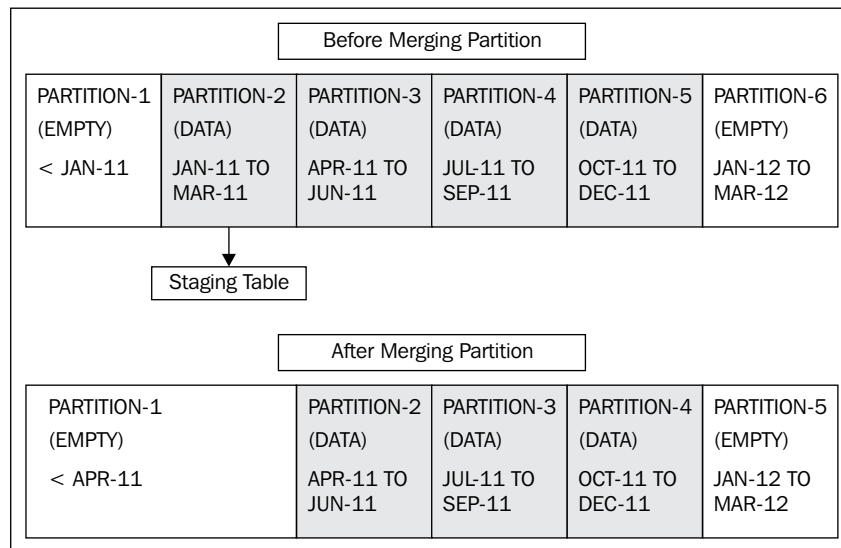 Before Merging Partition
PARTITION-1
(EMPTY)
< JAN-11
PARTITION-2
(DATA)
JAN-11 TO
MAR-11
PARTITION-3
(DATA)
APR-11 TO
JUN-11
PARTITION-4
(DATA)
JUL-11 TO
SEP-11
PARTITION-5
(DATA)
OCT-11 TO
DEC-11
PARTITION-6
(EMPTY)
JAN-12 TO
MAR-12
Staging Table
After Merging Partition
PARTITION-1
(EMPTY)
< APR-11
PARTITION-2
(DATA)
APR-11 TO
JUN-11
PARTITION-3
(DATA)
JUL-11 TO
SEP-11
PARTITION-4
(DATA)
OCT-11 TO
DEC-11
PARTITION-5
(EMPTY)
JAN-12 TO
MAR-12